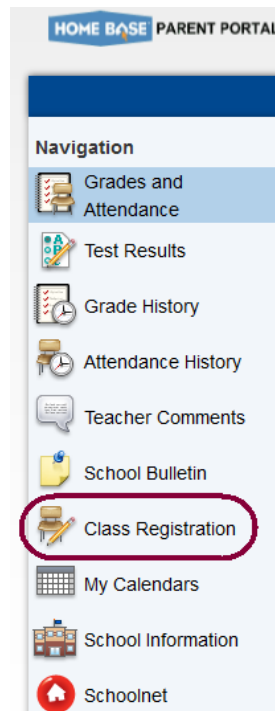 HOME BASE PARENT PORTAL
Navigation
Grades and
Attendance
Test Results
Grade History
Attendance History
Teacher Comments
School Bulletin
Class Registration
My Calendars
School Information
Schoolnet